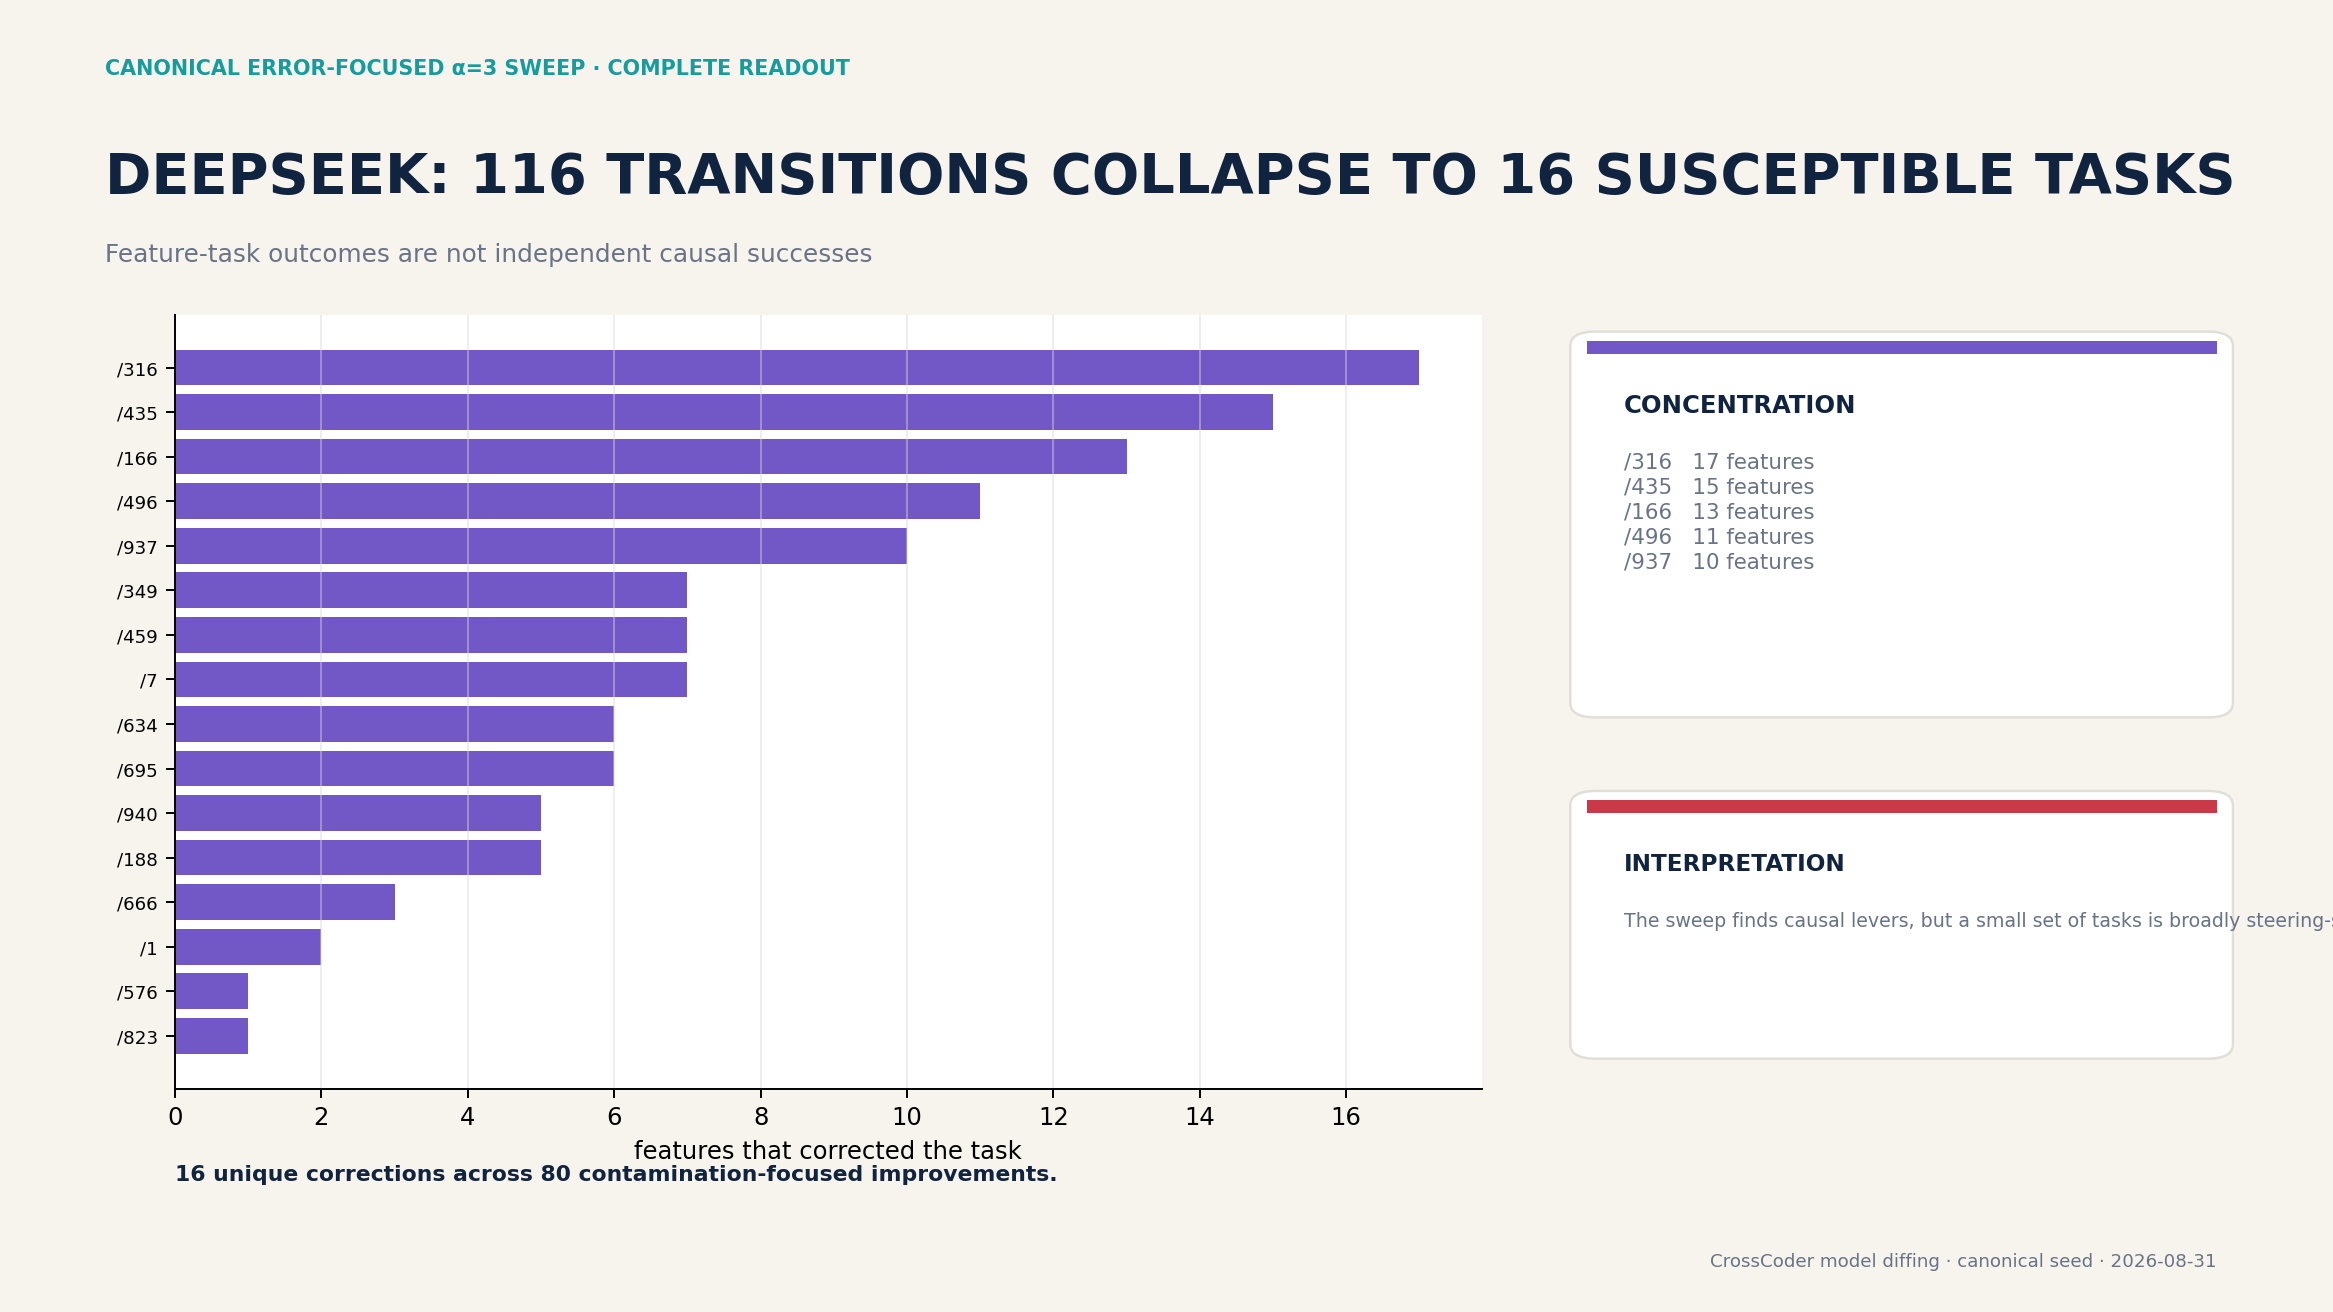 CANONICAL ERROR-FOCUSED α=3 SWEEP · COMPLETE READOUT
DEEPSEEK: 116 TRANSITIONS COLLAPSE TO 16 SUSCEPTIBLE TASKS
Feature-task outcomes are not independent causal successes
/316
/435
/166
/496
/937
/349
/459
/7
/634
/695
/940
/188
/666
/1
/576
/823
0 2 4 6 8 10 12 14 16
features that corrected the task
16 unique corrections across 80 contamination-focused improvements.
CONCENTRATION
/316 17 features
/435 15 features
/166 13 features
/496 11 features
/937 10 features
INTERPRETATION
The sweep finds causal levers, but a small set of tasks is broadly steering-
CrossCoder model diffing · canonical seed · 2026-08-31